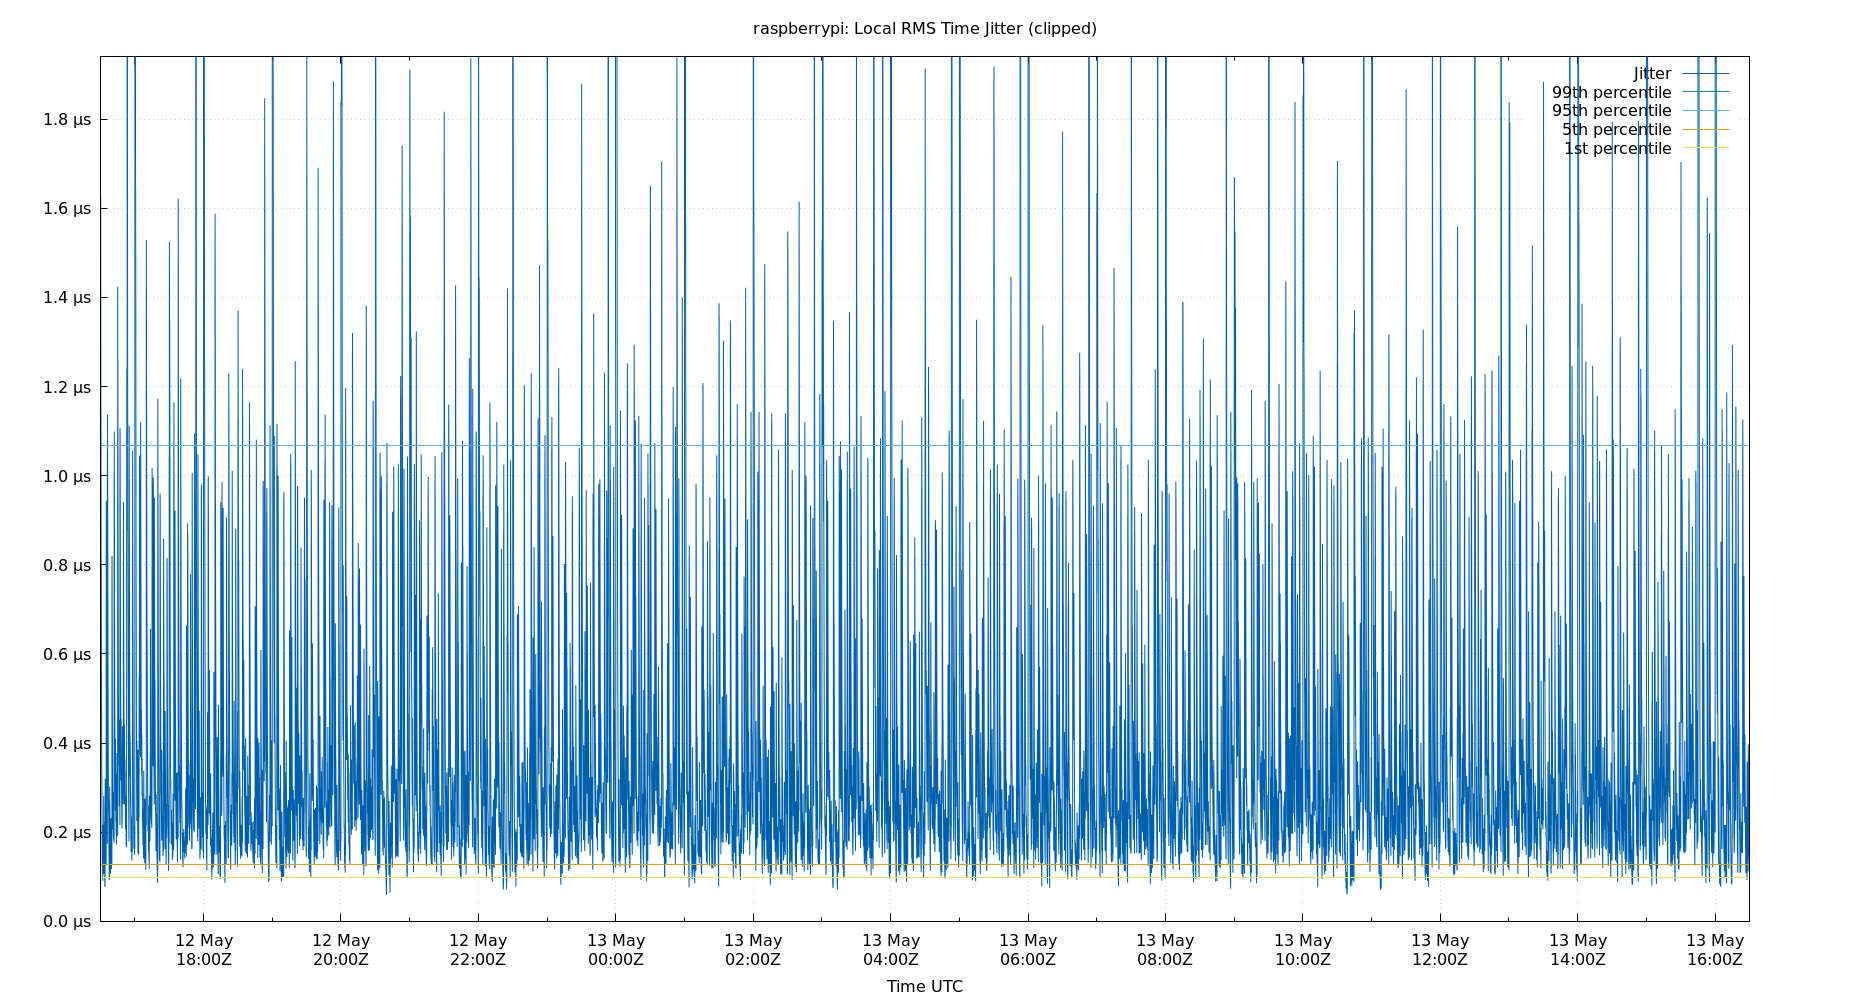 raspberrypi: Local RMS Time Jitter (clipped)
Jitter
99th percentile
95th percentile
5th percentile
1st percentile
1.8 µs
1.6 µs
1.4 µs
1.2 µs
1.0 µs
0.8 µs
0.6 µs
0.4 µs
0.2 µs
0.0 µs
12 May 12 May 12 May 13 May 13 May 13 May 13 May 13 May 13 May 13 May 13 May 13 May
18:00Z 20:00Z 22:00Z 00:00Z 02:00Z 04:00Z 06:00Z 08:00Z 10:00Z 12:00Z 14:00Z 16:00Z
Time UTC